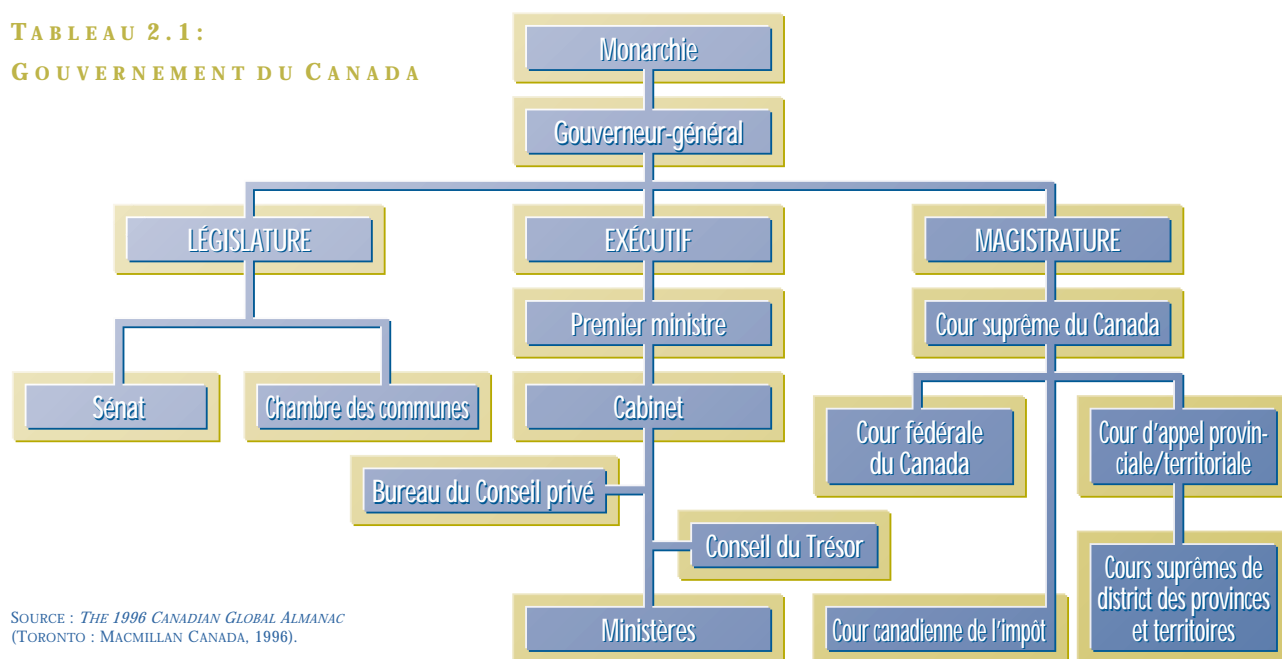 TABLEAU 2.1:
GOUVERNEMENT DU CANADA
Monarchie
Gouverneur-général
LÉGISLATURE
EXÉCUTIF
MAGISTRATURE
Premier ministre
Cour suprême du Canada
Sénat
Chambre des communes
Cabinet
Cour fédérale
du Canada
Cour d'appel provin-
ciale/territoriale
Bureau du Conseil privé
Conseil du Trésor
Cours suprêmes de
district des provinces
et territoires
Ministères
Cour canadienne de l'impôt
SOURCE : THE 1996 CANADIAN GLOBAL ALMANAC
(TORONTO : MACMILLAN CANADA, 1996).